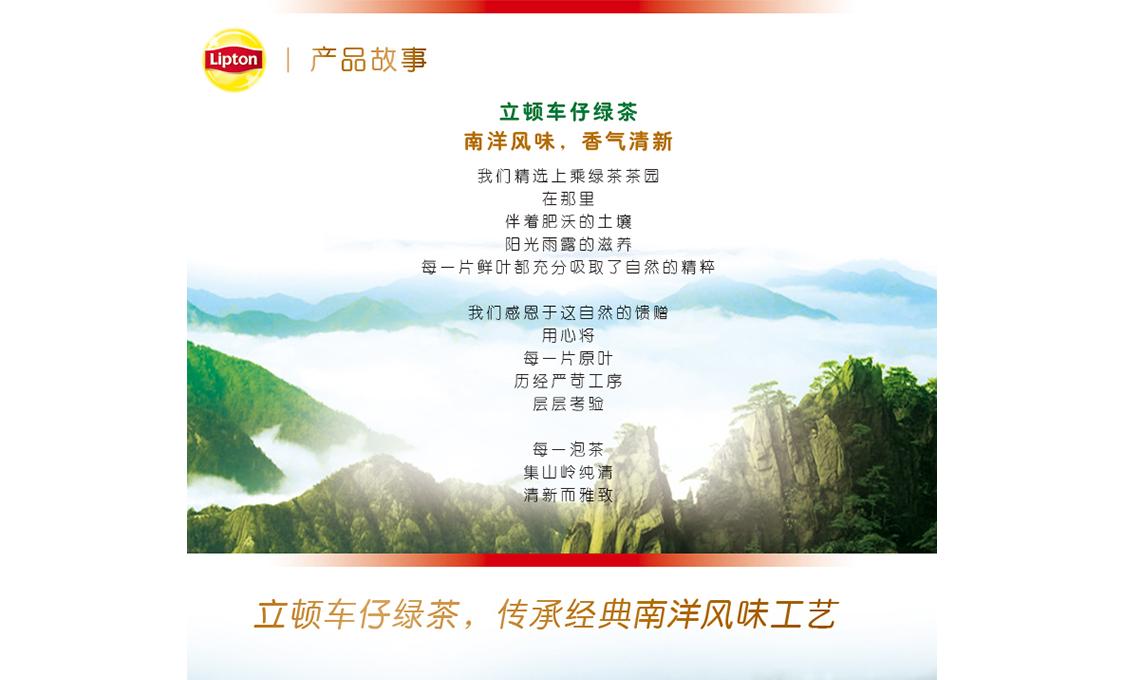 Lipton
产品故事
立顿车仔绿茶
南洋风味，香气清新
我们精选上乘绿茶茶园
在那里
伴着肥沃的土壤
阳光雨露的滋养
每一片鲜叶都充分吸取了自然的精粹
我们感恩于这自然的馈赠
用心将
每一片原叶
历经严苛工序
层层考验
每一泡茶
集山岭纯清
清新而雅致
立顿车仔绿茶，传承经典南洋风味工艺